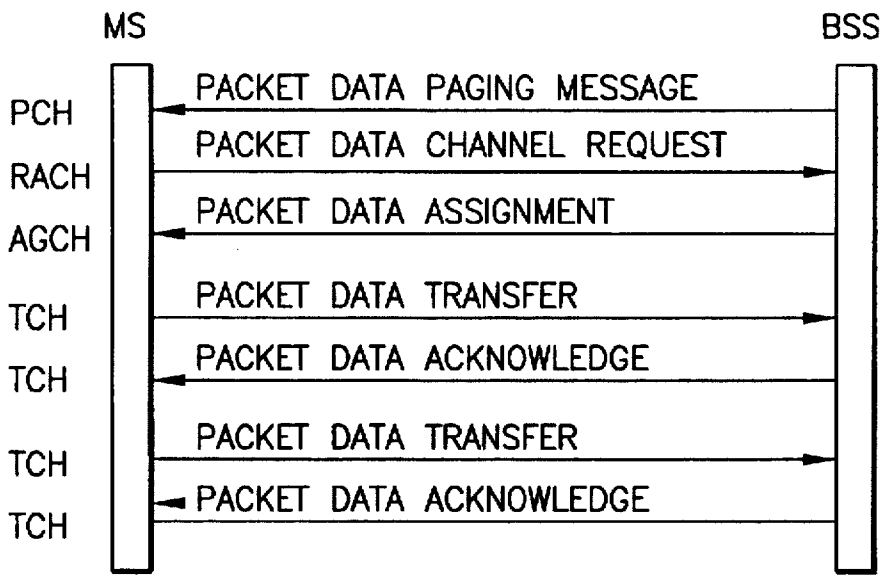 MS BSS
PACKET DATA PAGING MESSAGE
PCH
PACKET DATA CHANNEL REQUEST
RACH
PACKET DATA ASSIGNMENT
AGCH
PACKET DATA TRANSFER
TCH
PACKET DATA ACKNOWLEDGE
TCH
PACKET DATA TRANSFER
TCH
PACKET DATA ACKNOWLEDGE
TCH